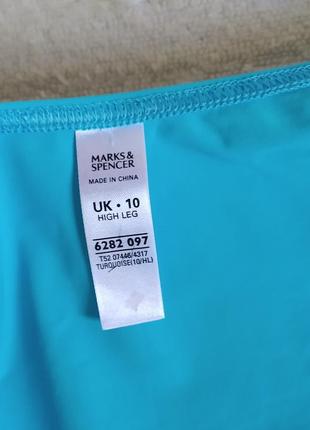 MARKS &
SPENCER
MADE IN CHINA
UK • 10
HIGH LEG
6282 097
T52 07446/4317
TURQUOISE(10/HL)